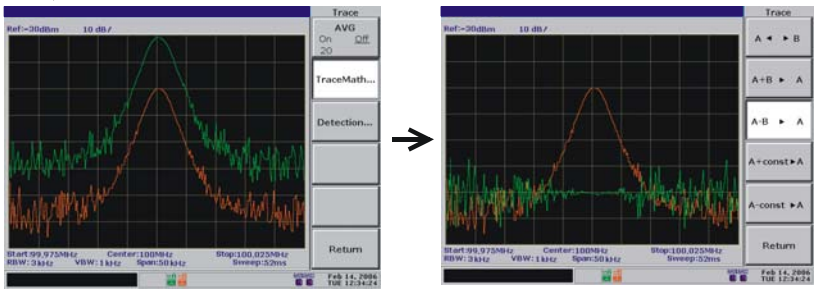 Trace
Ref:-30dBm 10 dB/
AVG
On Off
20
TraceMath...
Detection...
Return
Start:99,975MHz Center:100MHz Stop:100,025MHz
RBW: 3kHz VBW: 1kHz Span:50kHz Sweep:52ms
Feb 14, 2006
TUE 12:34:24
Trace
Ref:-30dBm 10 dB/
A ◄ ► B
A+B ► A
A-B ► A
A+const►A
A-const ►A
Return
Start:99,975MHz Center:100MHz Stop:100,025MHz
RBW: 3kHz VBW: 1kHz Span:50kHz Sweep:52ms
Feb 14, 2006
TUE 12:34:24